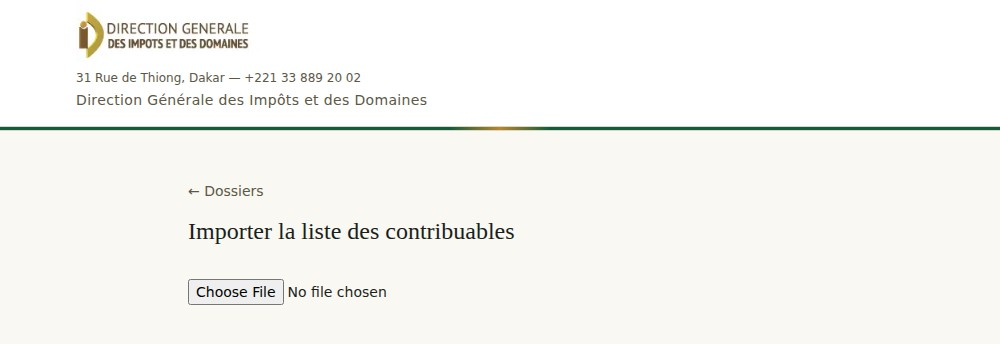 DIRECTION GENERALE
DES IMPOTS ET DES DOMAINES
31 Rue de Thiong, Dakar — +221 33 889 20 02
Direction Générale des Impôts et des Domaines
← Dossiers
Importer la liste des contribuables
Choose File No file chosen